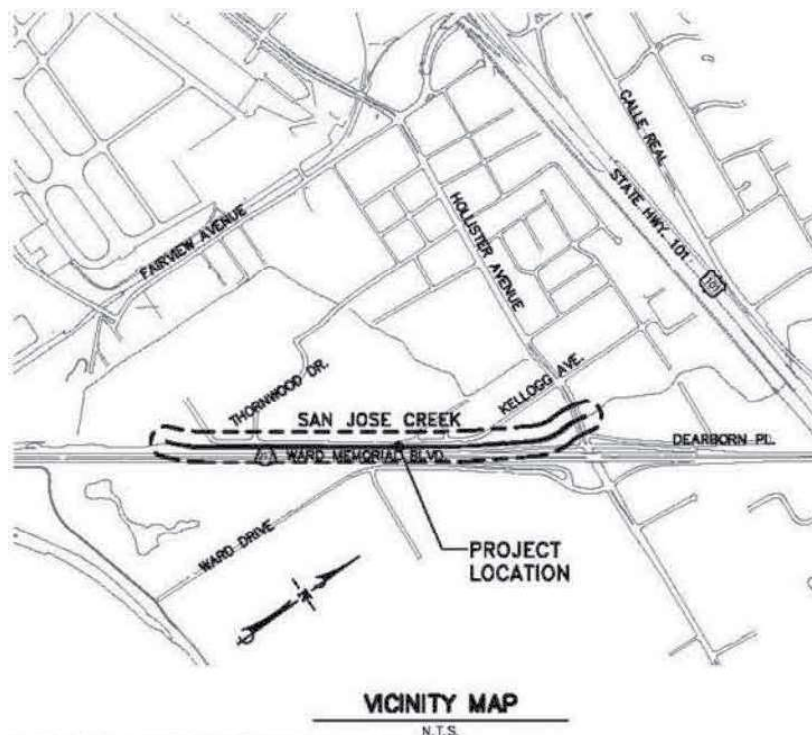 CALLE REAL
STATE HWY. 101
101
HOLLISTER AVENUE
FAIRVIEW AVENUE
THORNWOOD DR.
KELLOGG AVE.
SAN JOSE CREEK
DEARBORN PL.
WARD MEMORIAL BLVD.
WARD DRIVE
PROJECT
LOCATION
VICINITY MAP
N.T.S.